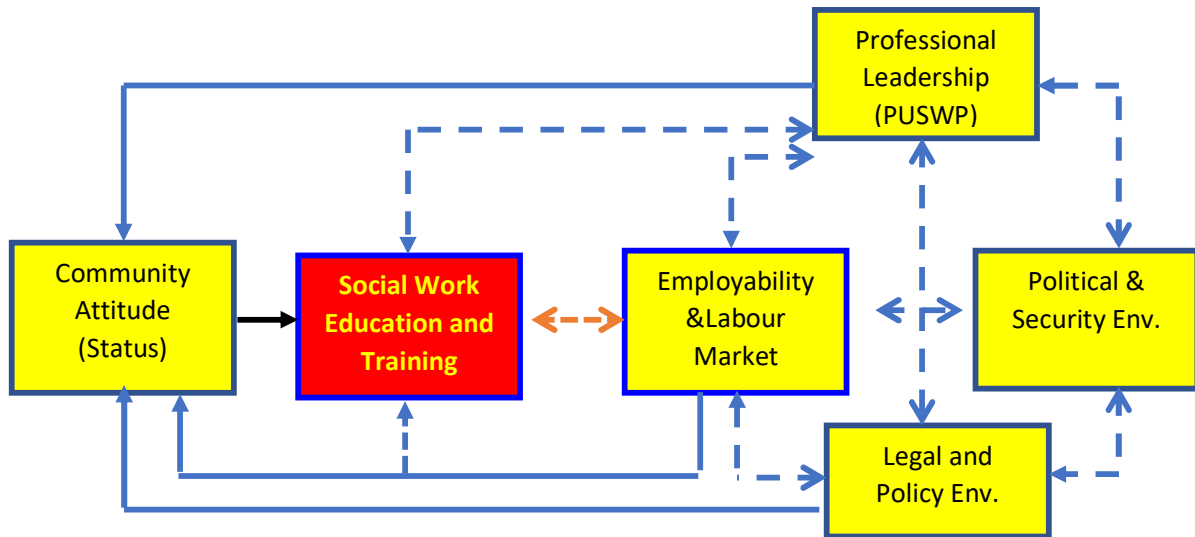 Professional
Leadership
(PUSWP)
Community
Attitude
(Status)
Social Work
Education and
Training
Employability
&Labour
Market
Political &
Security Env.
Legal and
Policy Env.